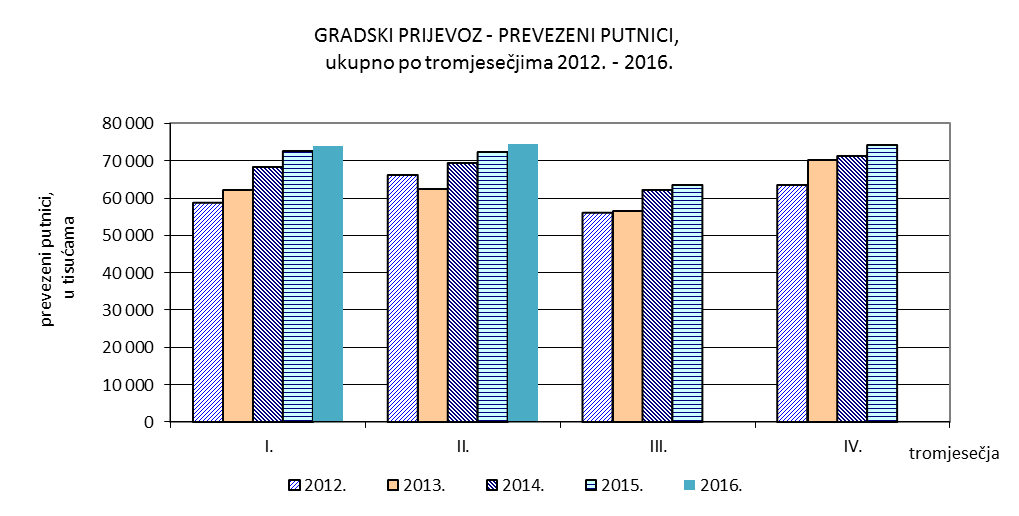 GRADSKI PRIJEVOZ - PREVEZENI PUTNICI,
ukupno po tromjesečjima 2012. - 2016.
prevezeni putnici,
u tisućama
80 000
70 000
60 000
50 000
40 000
30 000
20 000
10 000
0
I. II. III. IV.
tromjesečja
2012. 2013. 2014. 2015. 2016.